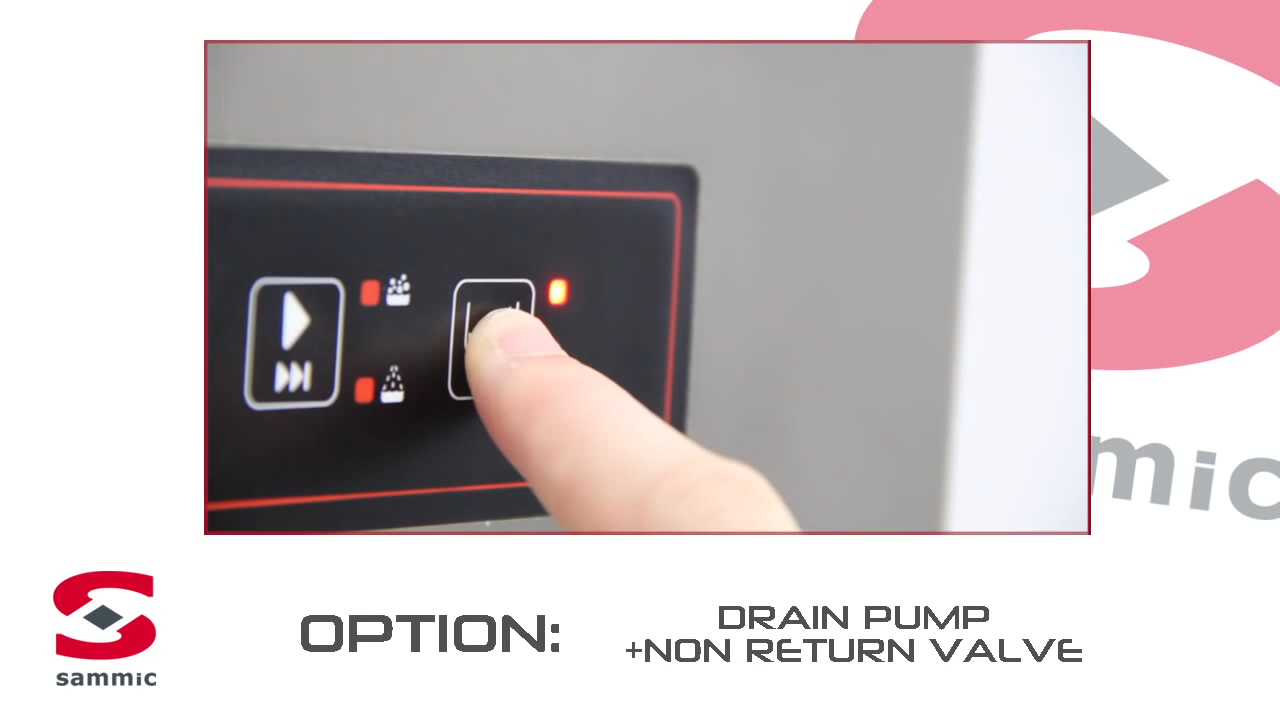 mic
sammic
OPTION:
DRAIN PUMP
+NON RETURN VALVE